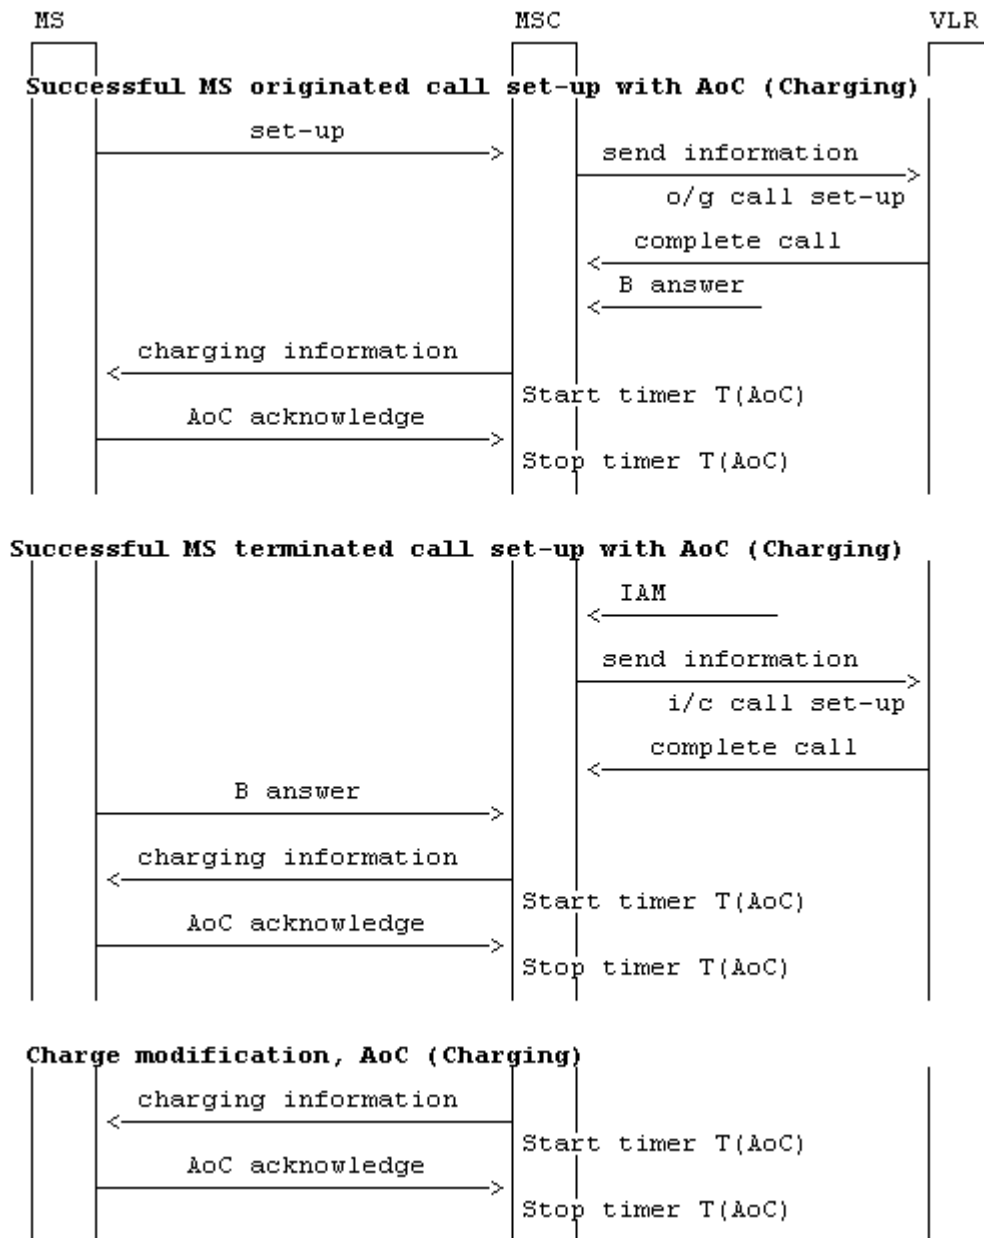 MS MSC VLR
Successful MS originated call set-up with AoC (Charging)
set-up
send information
o/g call set-up
complete call
B answer
charging information
Start timer T(AoC)
AoC acknowledge
Stop timer T(AoC)
Successful MS terminated call set-up with AoC (Charging)
IAM
send information
i/c call set-up
complete call
B answer
charging information
Start timer T(AoC)
AoC acknowledge
Stop timer T(AoC)
Charge modification, AoC (Charging)
charging information
Start timer T(AoC)
AoC acknowledge
Stop timer T(AoC)